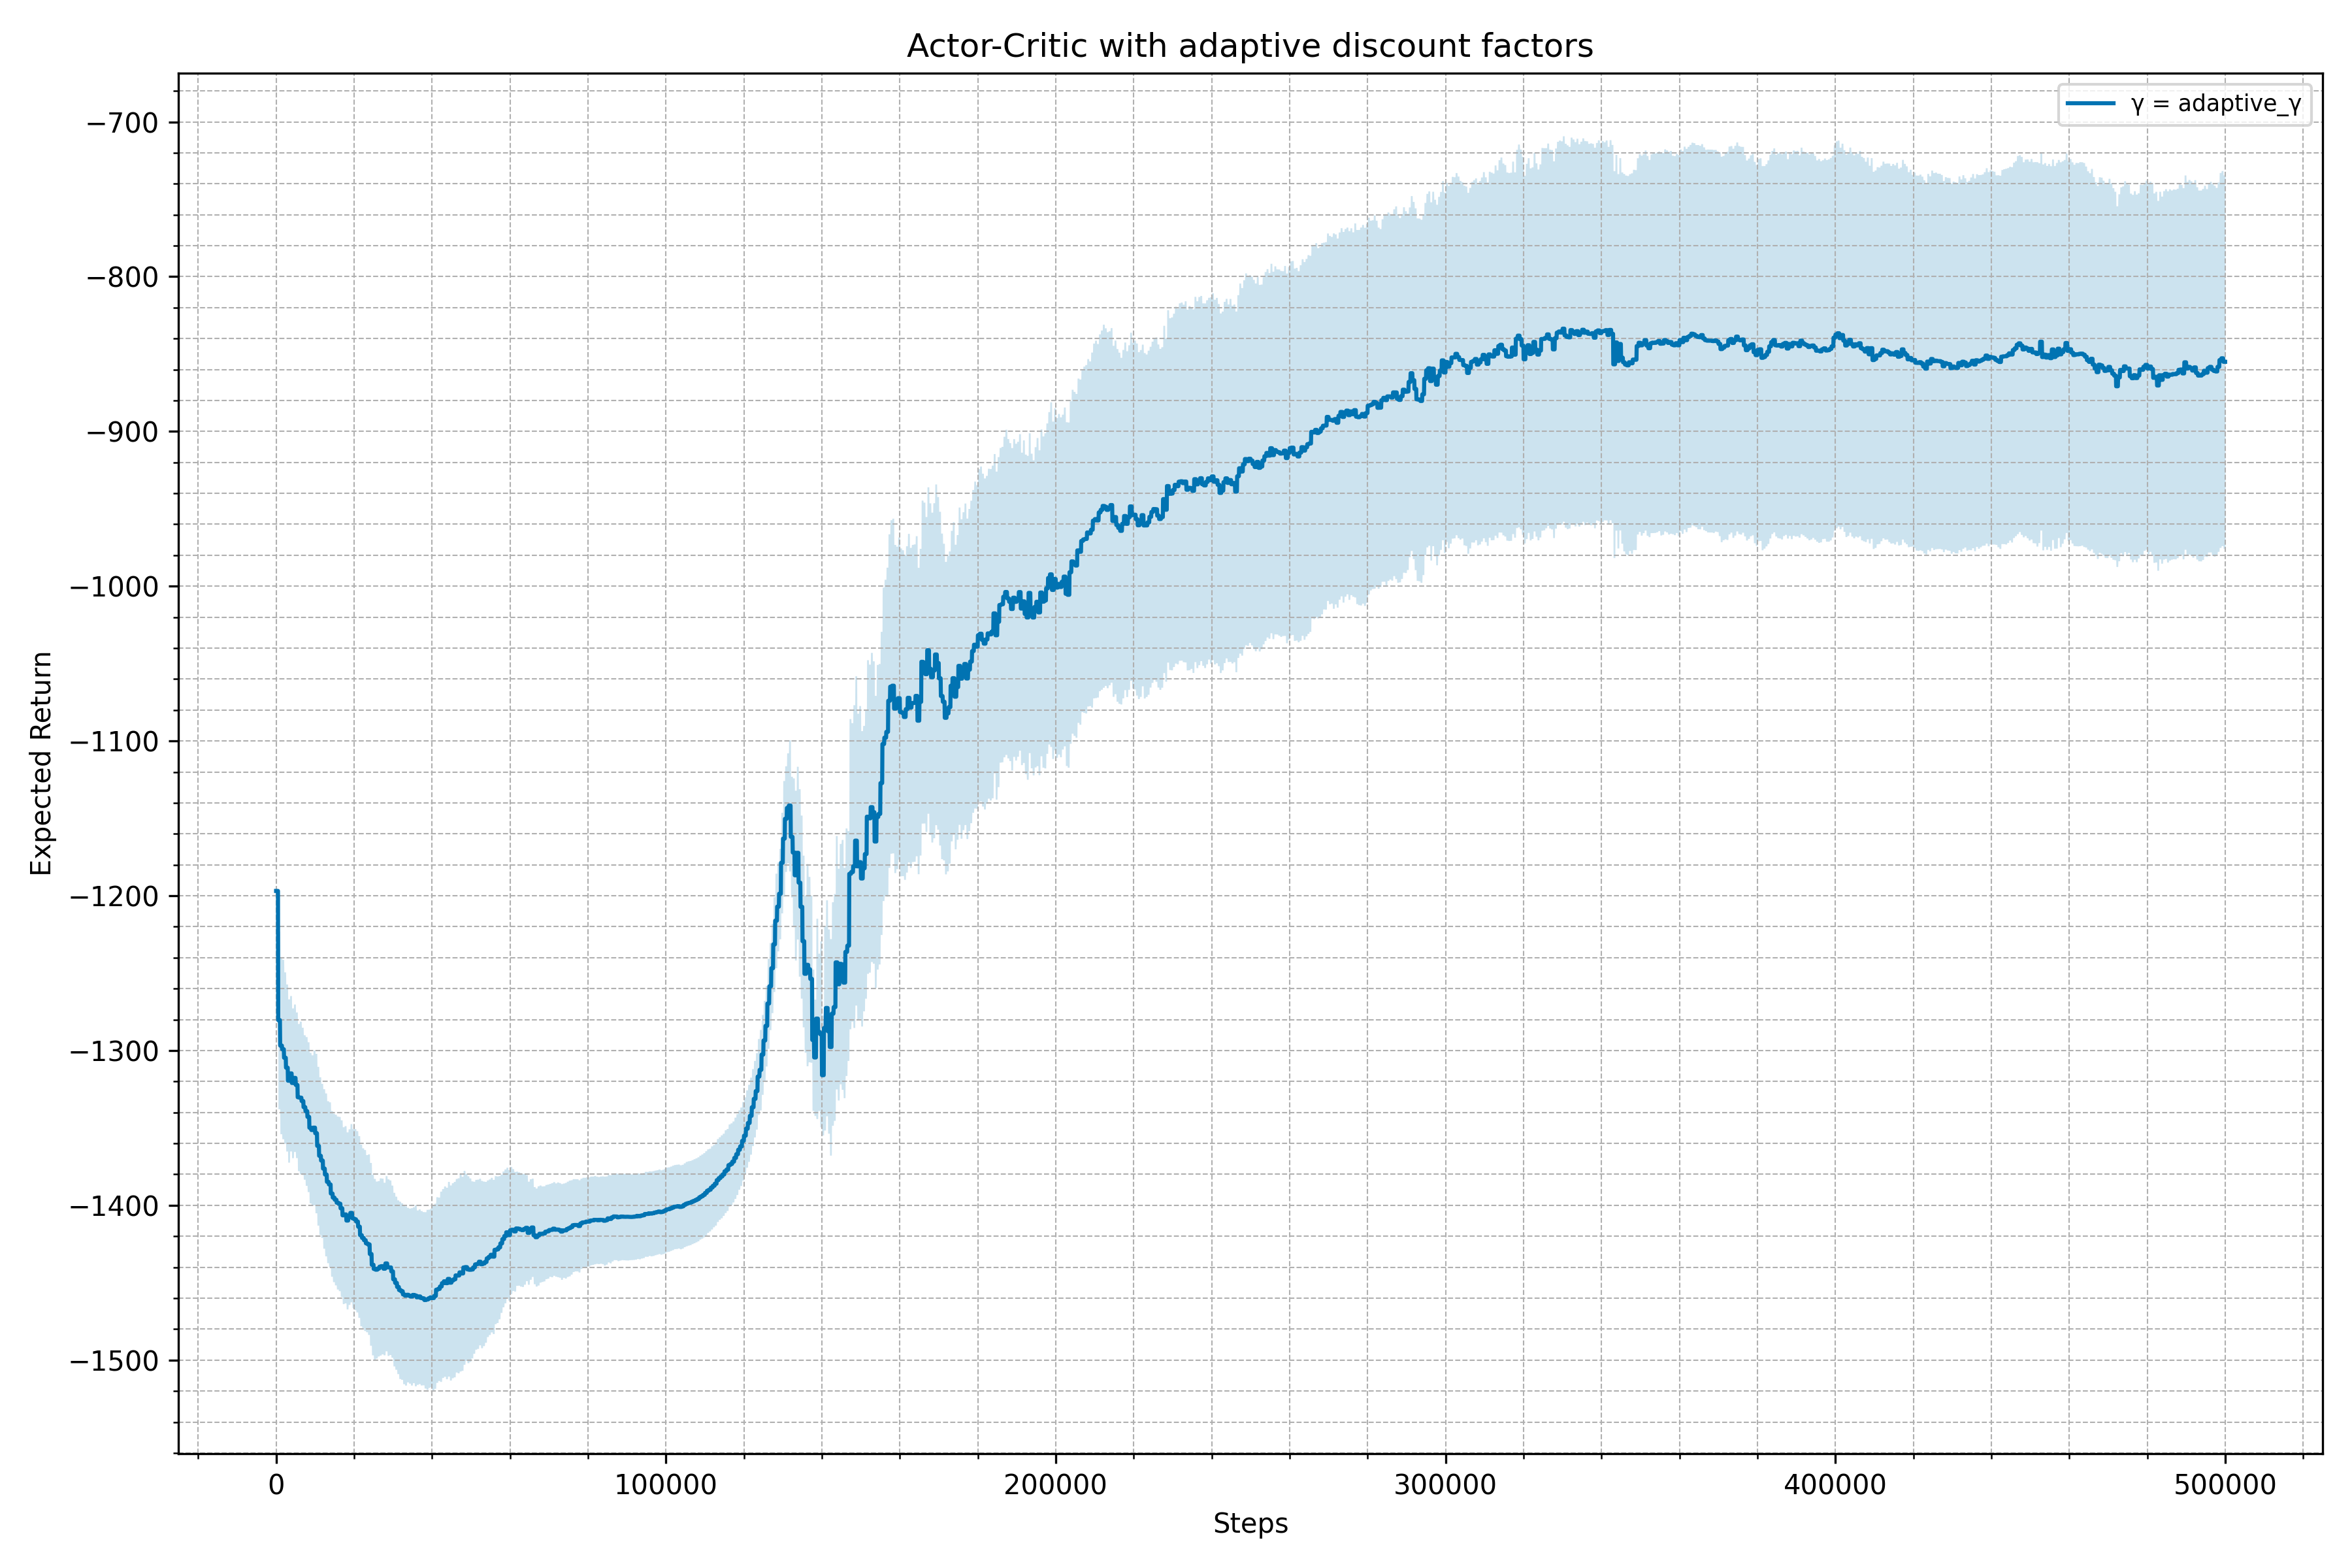 Actor-Critic with adaptive discount factors
γ = adaptive_γ
−700
−800
−900
−1000
−1100
−1200
−1300
−1400
−1500
Expected Return
0 100000 200000 300000 400000 500000
Steps